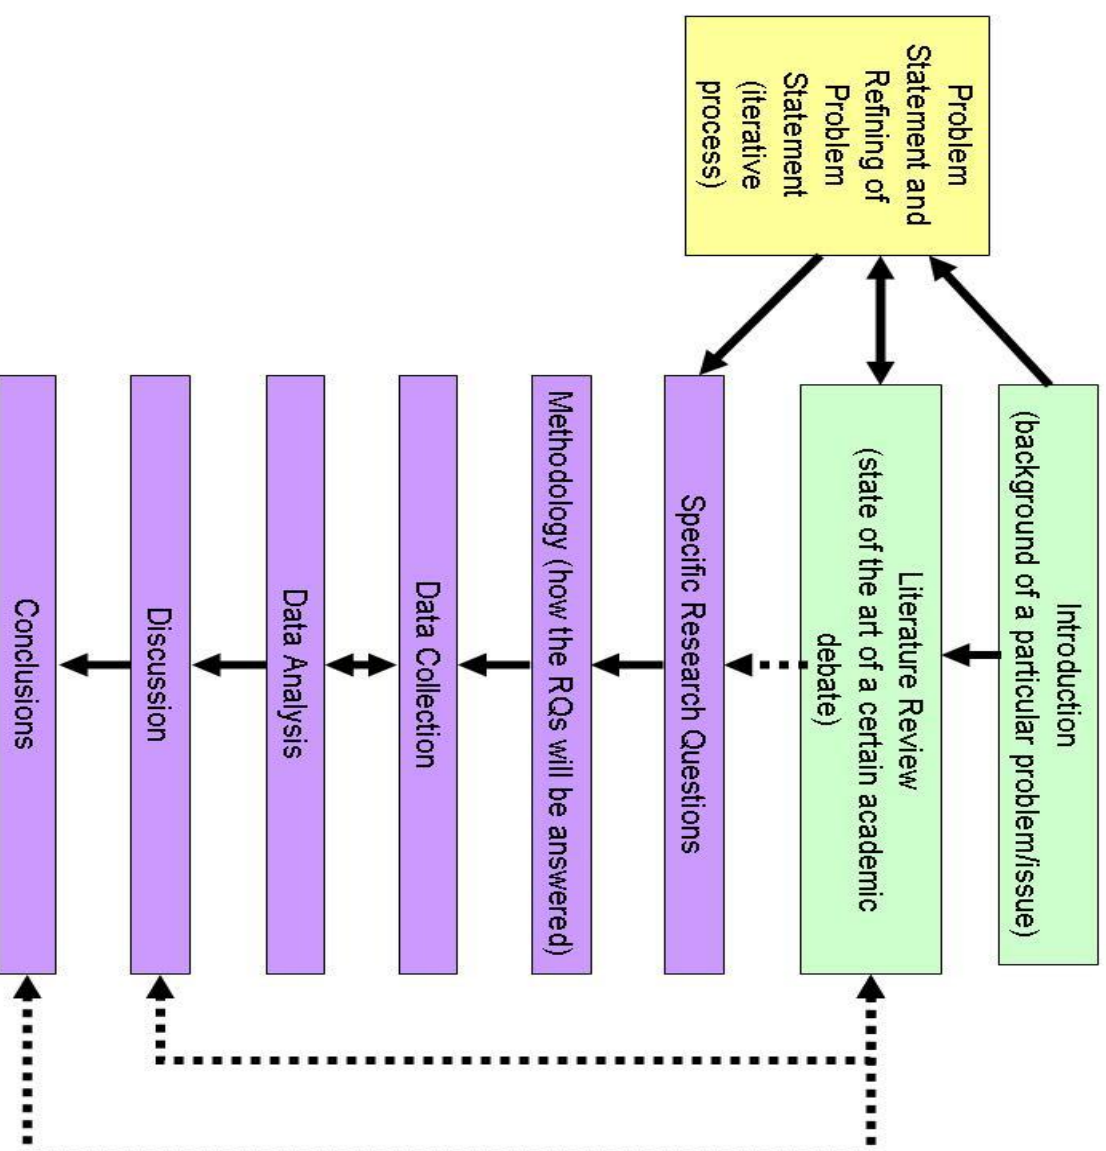 Problem
Statement and
Refining of
Problem
Statement
(iterative
process)
Introduction
(background of a particular problem/issue)
Literature Review
(state of the art of a certain academic
debate)
Specific Research Questions
Methodology (how the RQs will be answered)
Data Collection
Data Analysis
Discussion
Conclusions